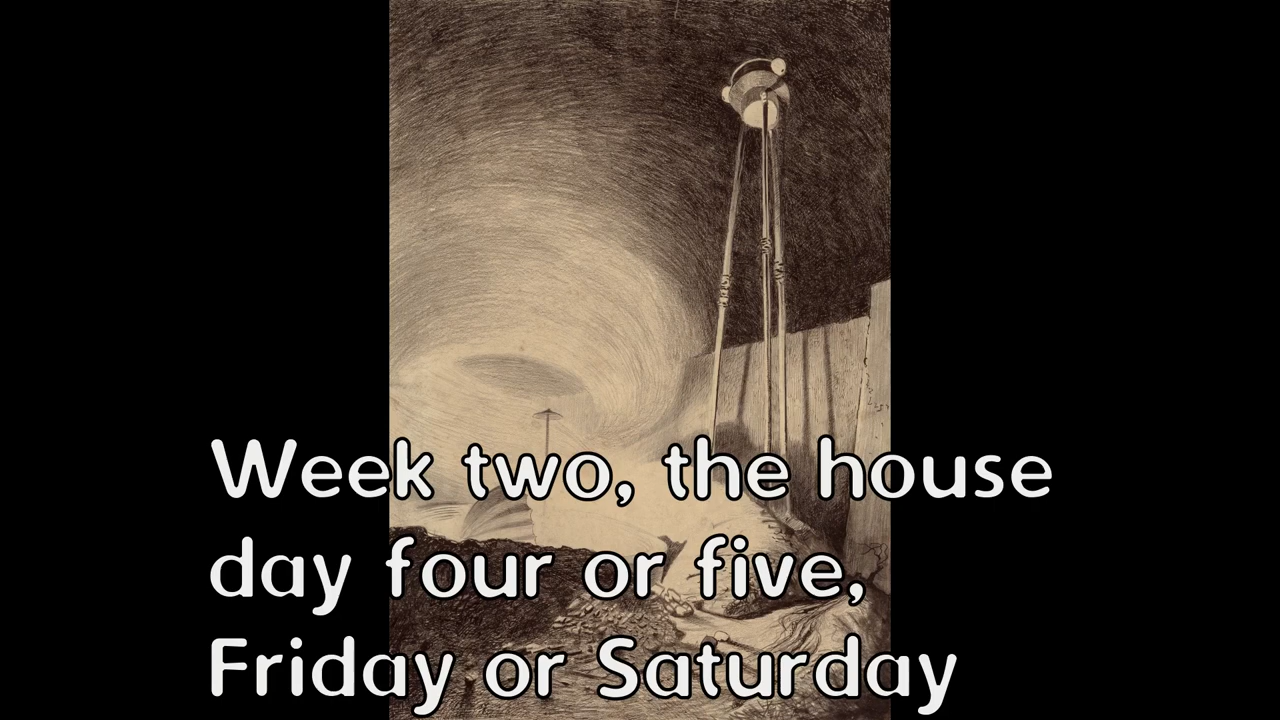 Week two, the house
day four or five,
Friday or Saturday